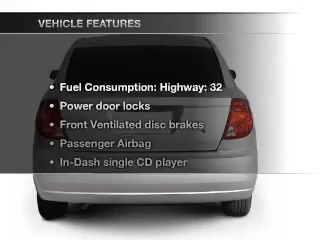 VEHICLE FEATURES
• Fuel Consumption: Highway: 32
• Power door locks
• Front Ventilated disc brakes
• Passenger Airbag
• In-Dash single CD player